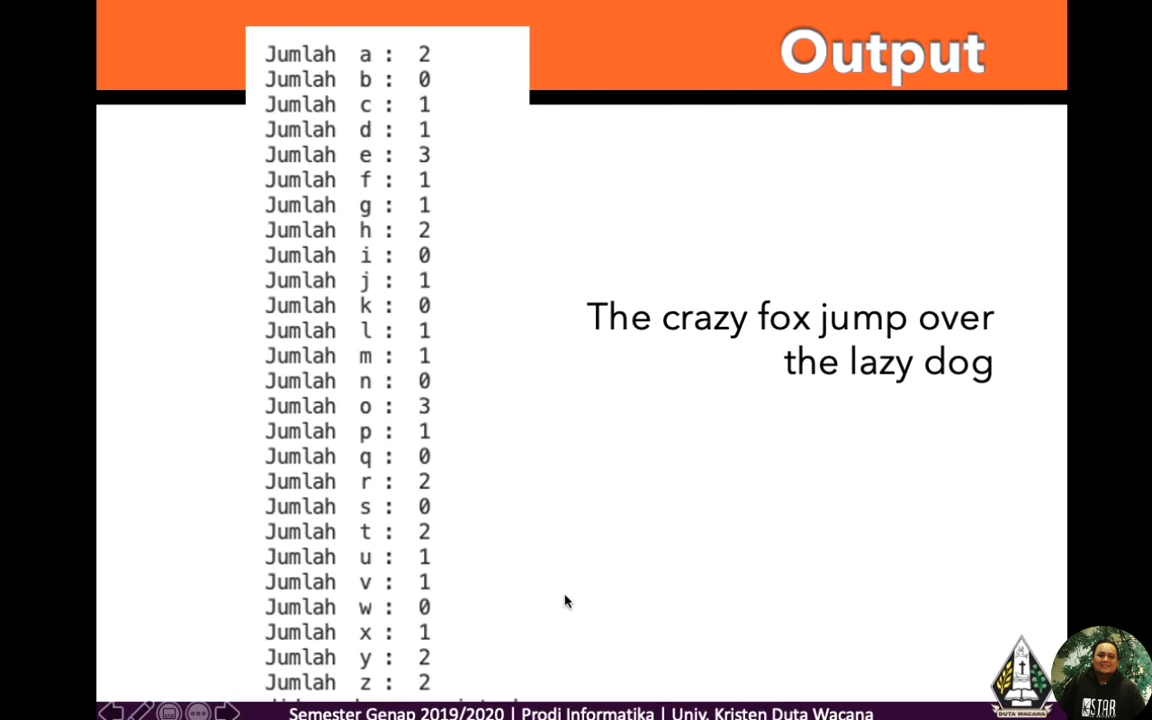 Output
Jumlah a : 2
Jumlah b : 0
Jumlah c : 1
Jumlah d : 1
Jumlah e : 3
Jumlah f : 1
Jumlah g : 1
Jumlah h : 2
Jumlah i : 0
Jumlah j : 1
Jumlah k : 0
Jumlah l : 1
Jumlah m : 1
Jumlah n : 0
Jumlah o : 3
Jumlah p : 1
Jumlah q : 0
Jumlah r : 2
Jumlah s : 0
Jumlah t : 2
Jumlah u : 1
Jumlah v : 1
Jumlah w : 0
Jumlah x : 1
Jumlah y : 2
Jumlah z : 2
The crazy fox jump over
the lazy dog
DUTA WACANA
STAR
Semester Genap 2019/2020 | Prodi Informatika | Univ. Kristen Duta Wacana